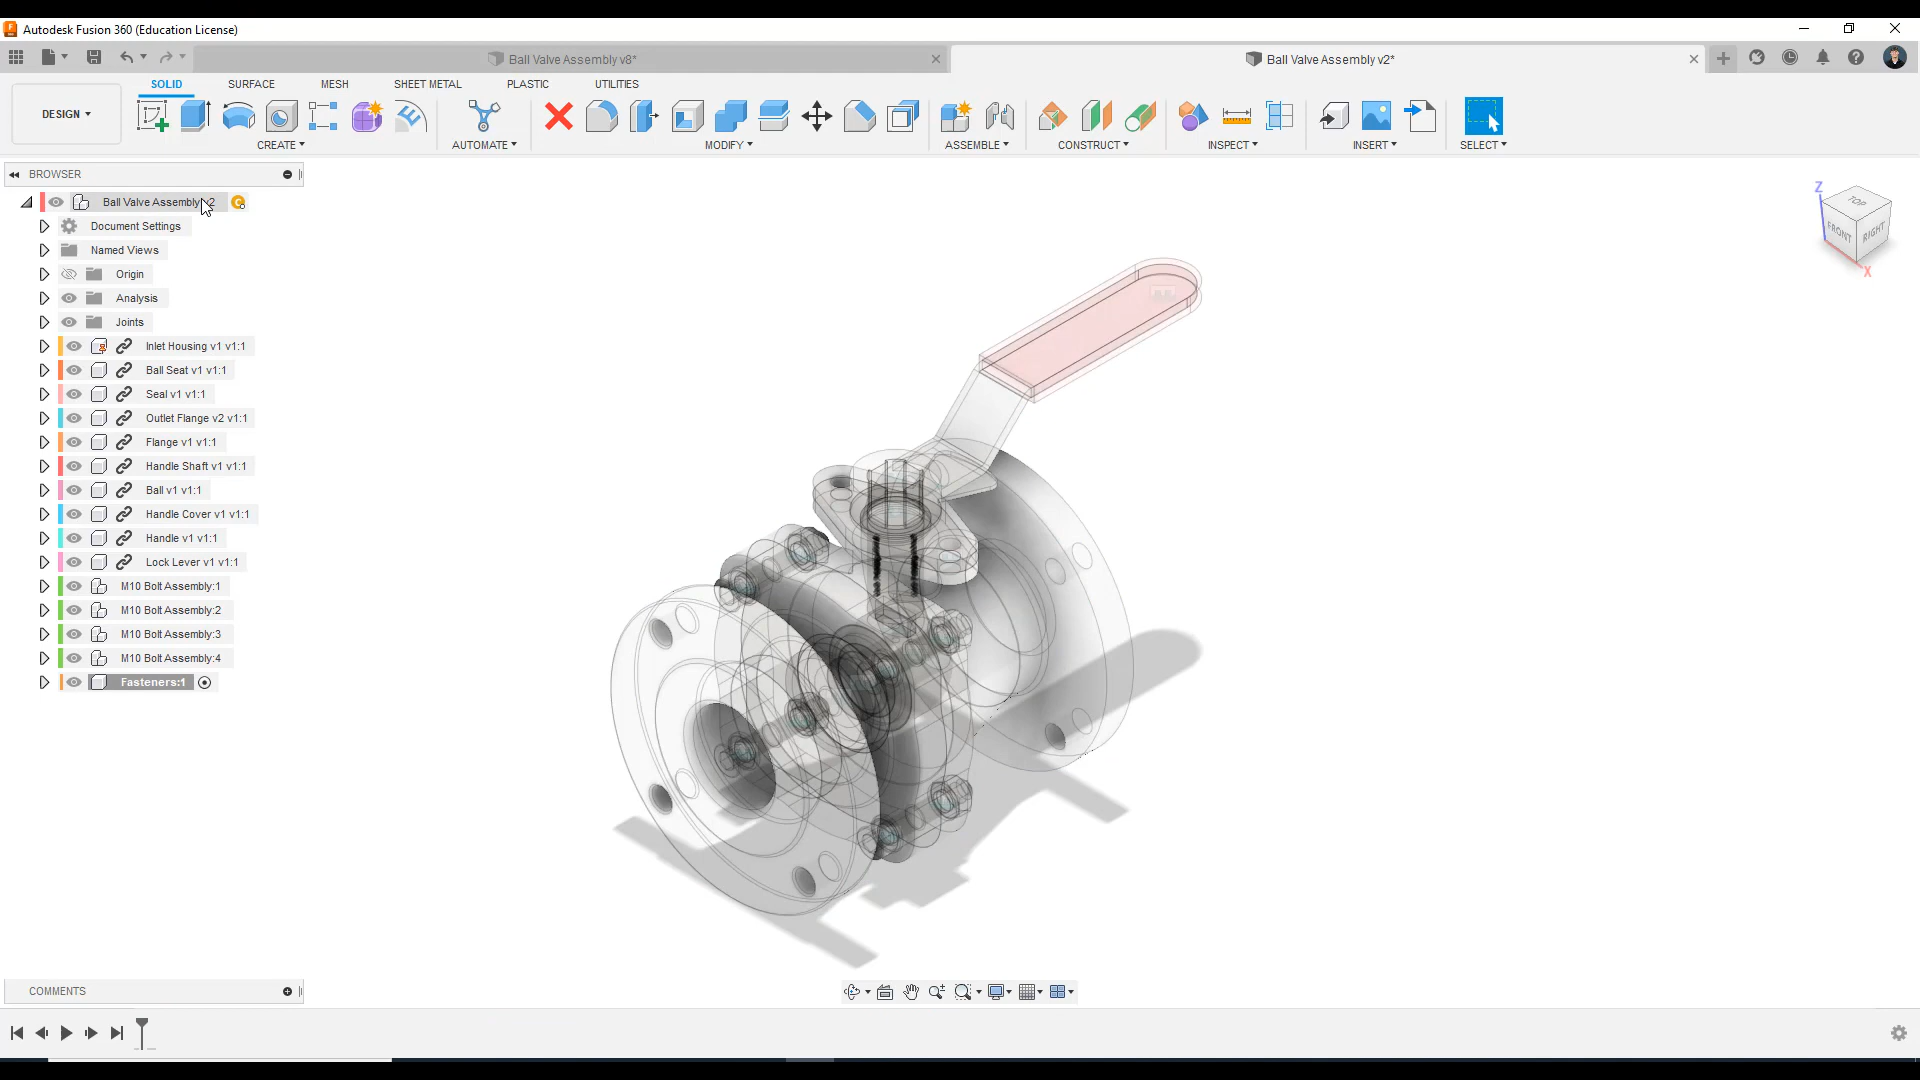 Autodesk Fusion 360 (Education License)
Ball Valve Assembly v8*
Ball Valve Assembly v2*
SOLID
SURFACE
MESH
SHEET METAL
PLASTIC
UTILITIES
DESIGN
CREATE
AUTOMATE
MODIFY
ASSEMBLE
CONSTRUCT
INSPECT
INSERT
SELECT
BROWSER
Ball Valve Assembly v2
Document Settings
Named Views
Origin
Analysis
Joints
Inlet Housing v1 v1:1
Ball Seat v1 v1:1
Seal v1 v1:1
Outlet Flange v2 v1:1
Flange v1 v1:1
Handle Shaft v1 v1:1
Ball v1 v1:1
Handle Cover v1 v1:1
Handle v1 v1:1
Lock Lever v1 v1:1
M10 Bolt Assembly:1
M10 Bolt Assembly:2
M10 Bolt Assembly:3
M10 Bolt Assembly:4
Fasteners:1
Z
TOP
FRONT
RIGHT
X
COMMENTS